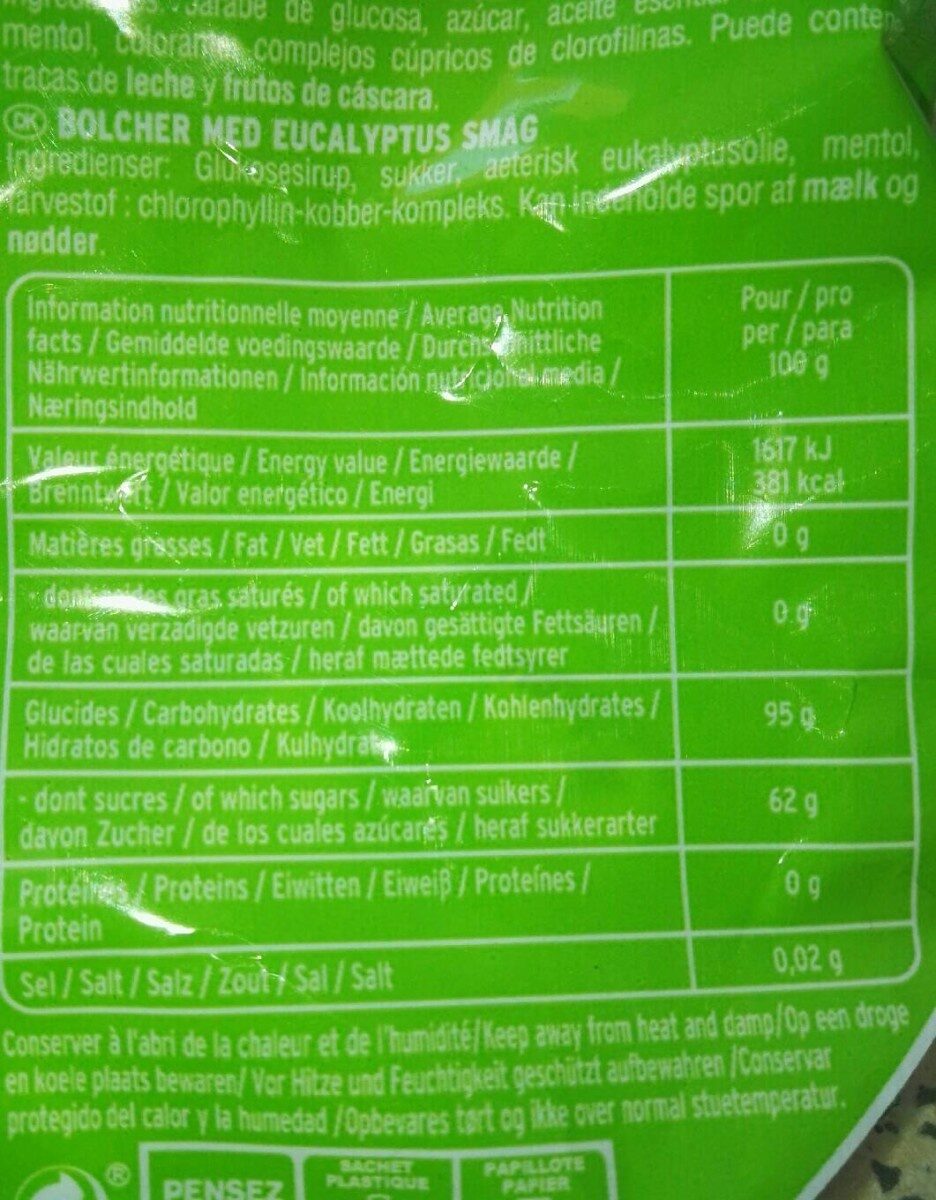 de glucosa, azúcar, aceite
mentol, complejos cúpricos de clorofilinas. Puede
trazas de leche y frutos de cáscara.
DK BOLCHER MED EUCALYPTUS SMAG
Ingredienser: Glukosesirup, sukker, æterisk eukalyptusolie, mentol,
farvestof : chlorophyllin-kobber-kompleks. Kan indeholde spor af mælk og
nødder.
Information nutritionnelle moyenne / Average Nutrition
facts / Gemiddelde voedingswaarde / Durchschnittliche
Nährwertinformationen / Información nutricional media /
Næringsindhold
Pour / pro
per / para
100 g
Valeur énergétique / Energy value / Energiewaarde /
Brennwert / Valor energético / Energi
1617 kJ
381 kcal
Matières grasses / Fat / Vet / Fett / Grasas / Fedt
0 g
gras saturés / of which saturated /
waarvan verzadigde vetzuren / davon gesättigte Fettsäuren /
de las cuales saturadas / heraf mættede fedtsyrer
0 g
Glucides / Carbohydrates / Koolhydraten / Kohlenhydrates /
Hidratos de carbono / Kulhydrat
95 g
- dont sucres / of which sugars / waarvan suikers /
davon Zucker / de los cuales azúcares / heraf sukkerarter
62 g
Protéines / Proteins / Eiwitten / Eiweiß / Proteínes /
Protein
0 g
Sel / Salt / Salz / Zout / Sal / Salt
0,02 g
Conserver à l'abri de la chaleur et de l'humidité/Keep away from heat and damp/Op een droge
en koele plaats bewaren/ Vor Hitze und Feuchtigkeit geschützt aufbewahren /Conservar
protegido del calor y la humedad /Opbevares tørt og ikke over normal stuetemperatur.
®
PENSEZ
SACHET
PLASTIQUE
PAPILLOTE
PAPIER